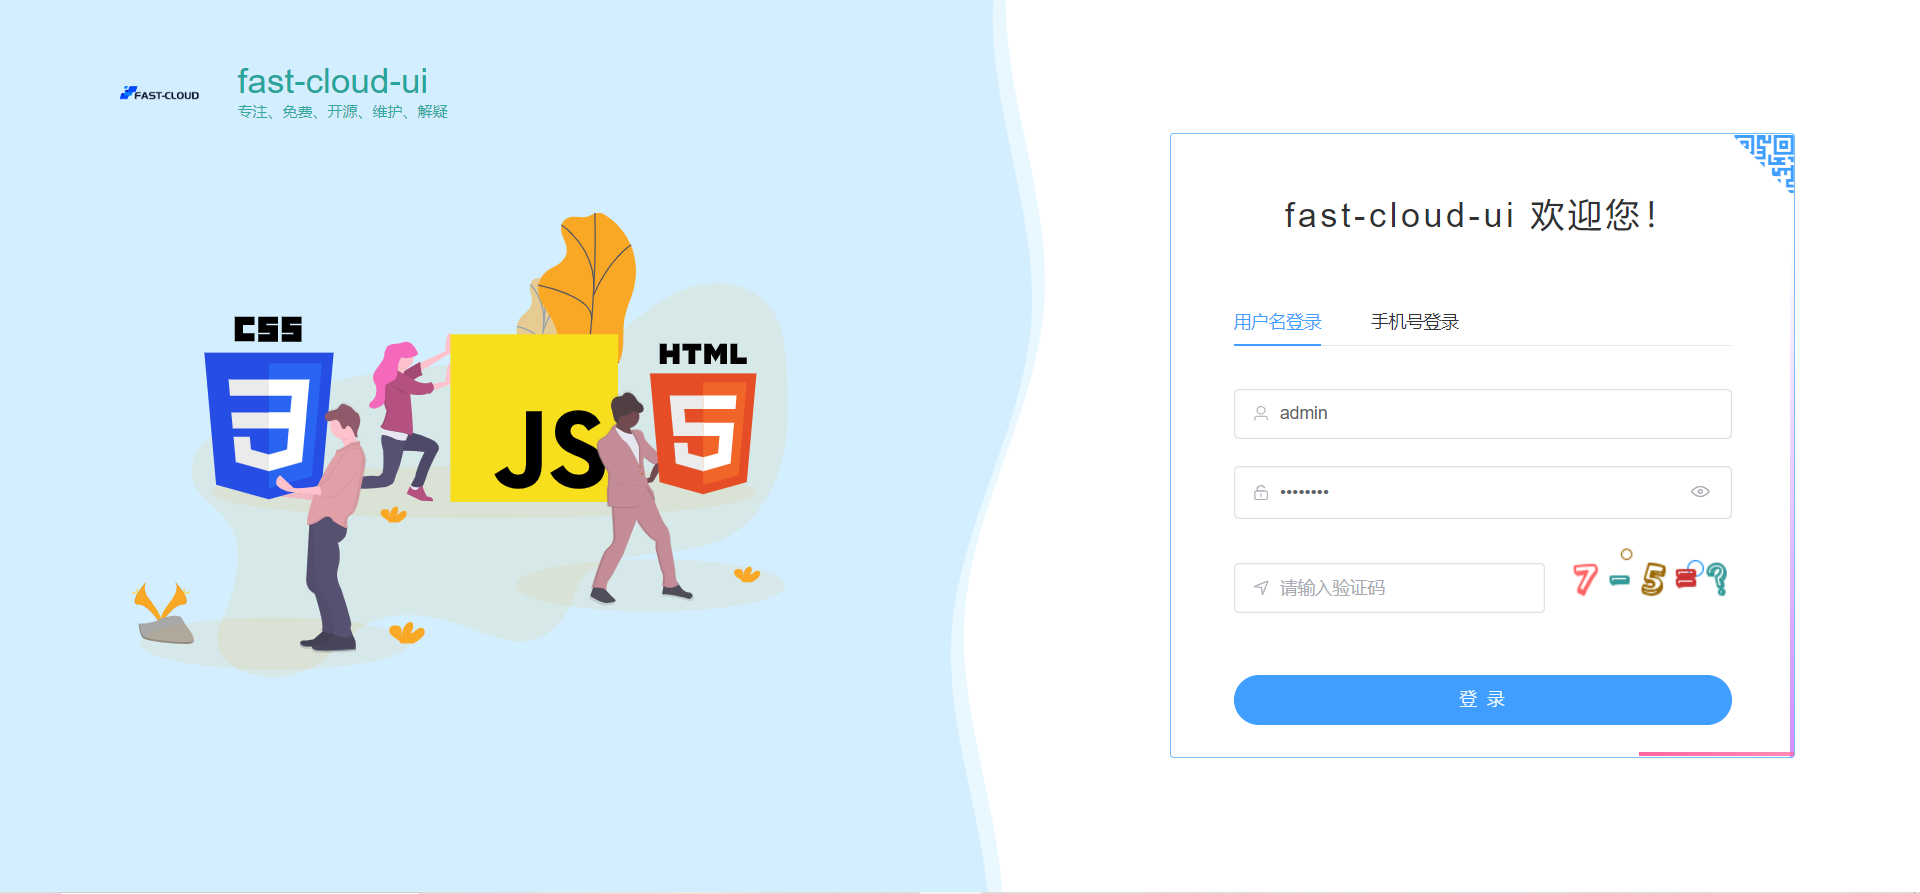 FAST-CLOUD
fast-cloud-ui
专注、免费、开源、维护、解疑
CSS
HTML
JS
fast-cloud-ui 欢迎您！
用户名登录 手机号登录
admin
••••••••
请输入验证码
7 - 5 = ?
登 录